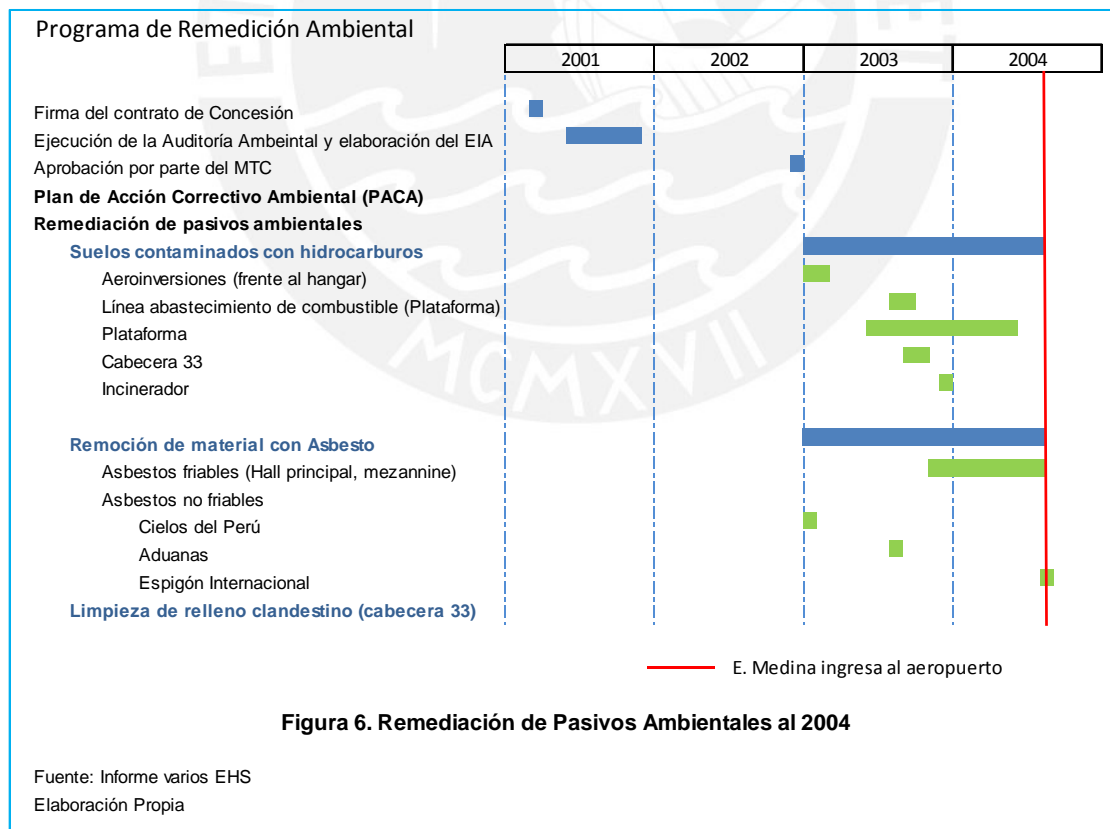 Programa de Remedición Ambiental
2001 2002 2003 2004
Firma del contrato de Concesión
Ejecución de la Auditoría Ambeintal y elaboración del EIA
Aprobación por parte del MTC
Plan de Acción Correctivo Ambiental (PACA)
Remediación de pasivos ambientales
Suelos contaminados con hidrocarburos
Aeroinversiones (frente al hangar)
Línea abastecimiento de combustible (Plataforma)
Plataforma
Cabecera 33
Incinerador
Remoción de material con Asbesto
Asbestos friables (Hall principal, mezannine)
Asbestos no friables
Cielos del Perú
Aduanas
Espigón Internacional
Limpieza de relleno clandestino (cabecera 33)
MCMXVII
E. Medina ingresa al aeropuerto
Figura 6. Remediación de Pasivos Ambientales al 2004
Fuente: Informe varios EHS
Elaboración Propia